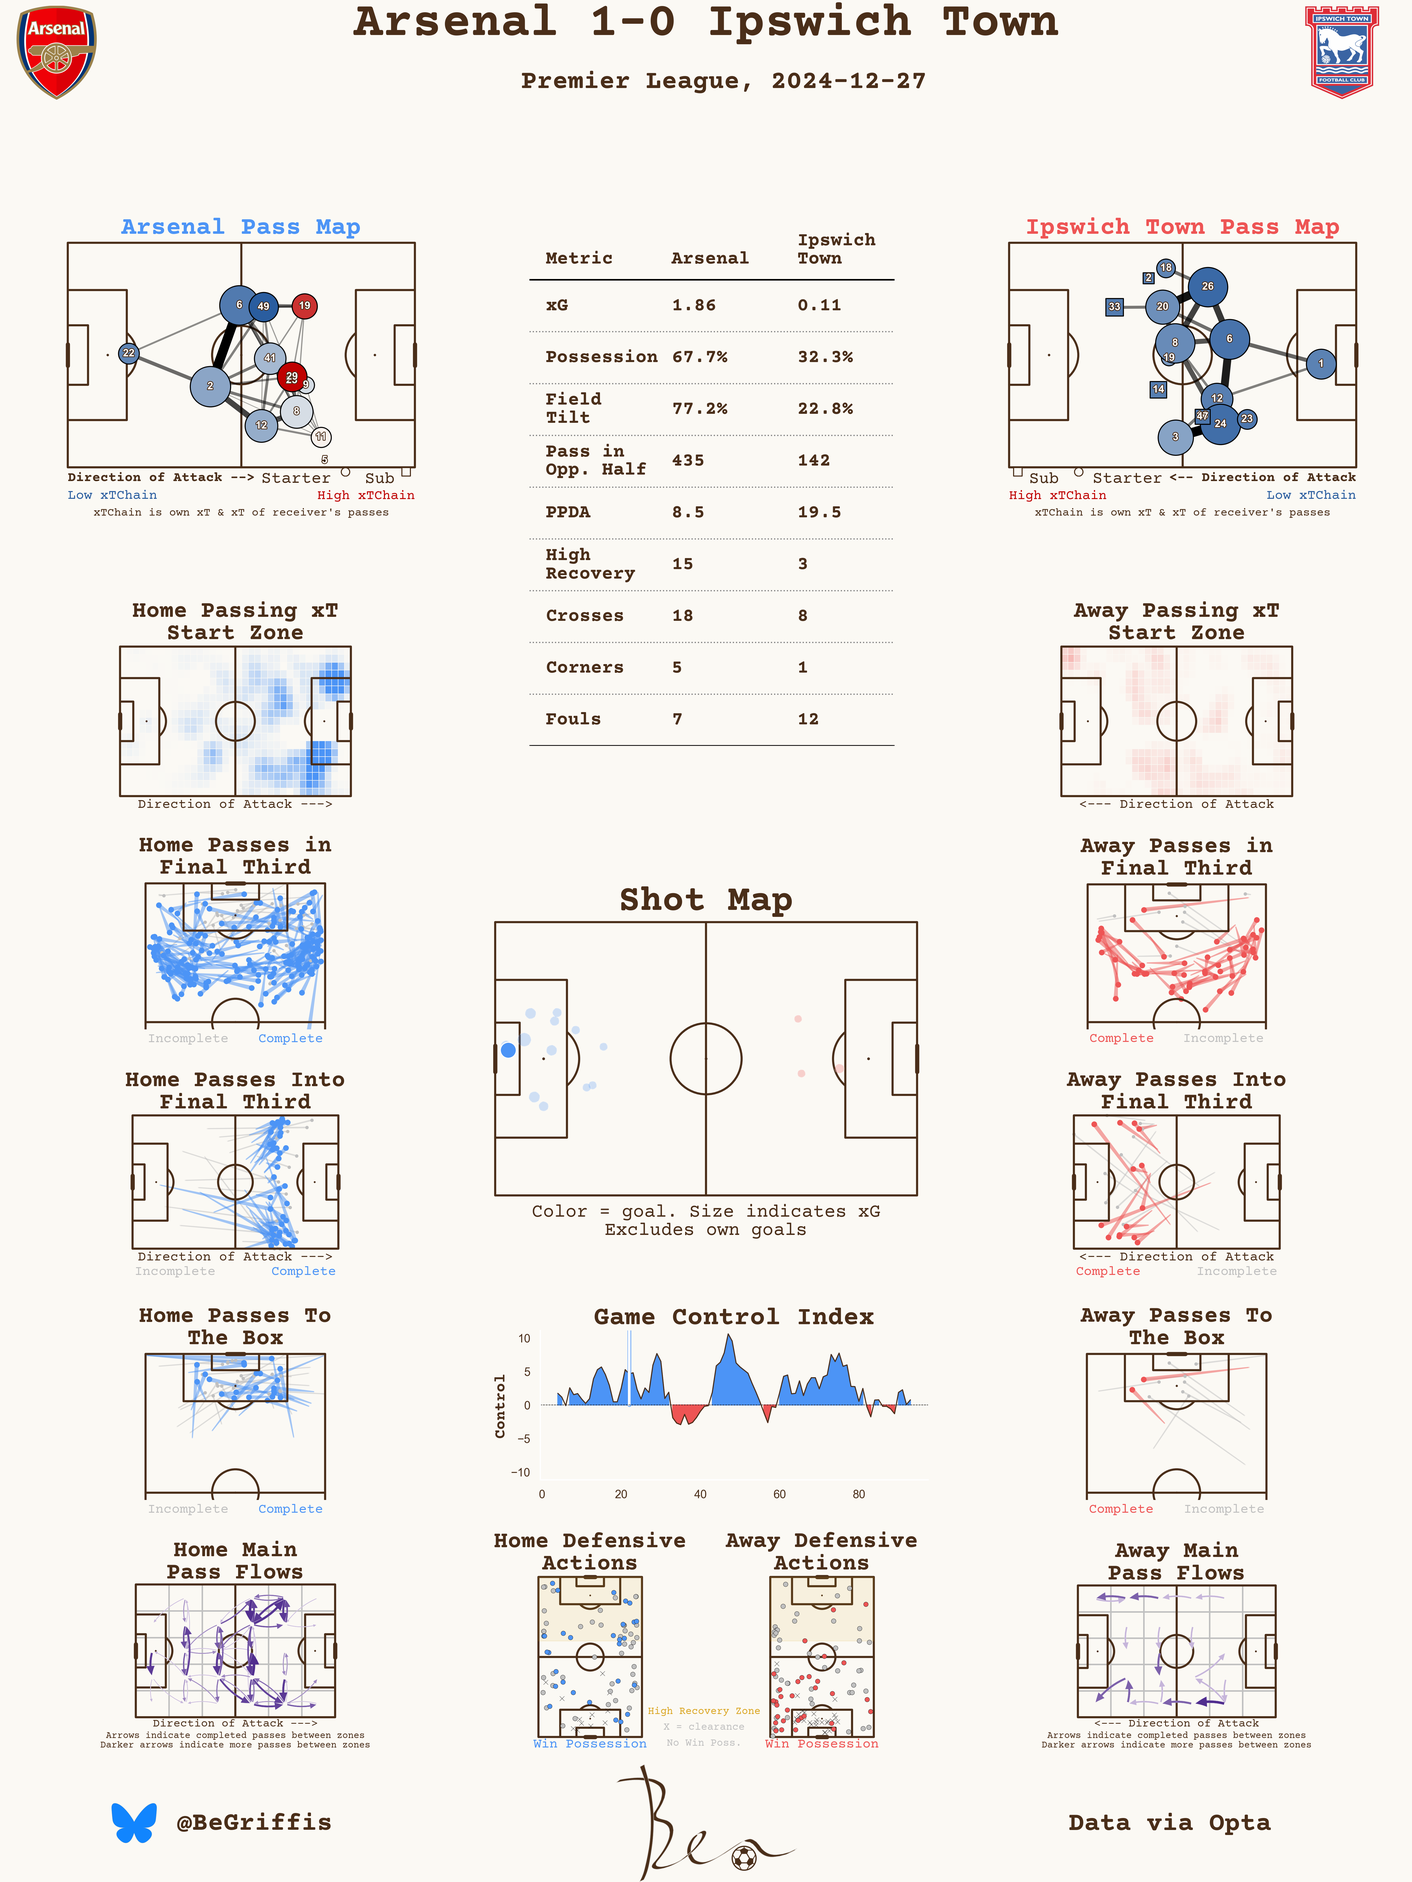 Arsenal 1-0 Ipswich Town
Premier League, 2024-12-27
Arsenal
IPSWICH TOWN
FOOTBALL CLUB
Arsenal Pass Map
22
6
49
19
41
29
9
2
8
12
11
5
Direction of Attack --> Starter Sub
Low xTChain High xTChain
xTChain is own xT & xT of receiver's passes
Metric Arsenal Ipswich Town
xG 1.86 0.11
Possession 67.7% 32.3%
Field Tilt 77.2% 22.8%
Pass in Opp. Half 435 142
PPDA 8.5 19.5
High Recovery 15 3
Crosses 18 8
Corners 5 1
Fouls 7 12
Ipswich Town Pass Map
18
2
26
33
20
8
6
19
1
14
12
47
24
23
3
Sub Starter <-- Direction of Attack
High xTChain Low xTChain
xTChain is own xT & xT of receiver's passes
Home Passing xT
Start Zone
Direction of Attack --->
Away Passing xT
Start Zone
<--- Direction of Attack
Home Passes in
Final Third
Incomplete Complete
Away Passes in
Final Third
Complete Incomplete
Shot Map
Color = goal. Size indicates xG
Excludes own goals
Home Passes Into
Final Third
Direction of Attack --->
Incomplete Complete
Away Passes Into
Final Third
<--- Direction of Attack
Complete Incomplete
Home Passes To
The Box
Incomplete Complete
Game Control Index
Control
10
5
0
−5
−10
0 20 40 60 80
Away Passes To
The Box
Complete Incomplete
Home Main
Pass Flows
Direction of Attack --->
Arrows indicate completed passes between zones
Darker arrows indicate more passes between zones
Home Defensive
Actions
Win Possession
Away Defensive
Actions
Win Possession
High Recovery Zone
X = clearance
No Win Poss.
Away Main
Pass Flows
<--- Direction of Attack
Arrows indicate completed passes between zones
Darker arrows indicate more passes between zones
@BeGriffis
Ben
Data via Opta